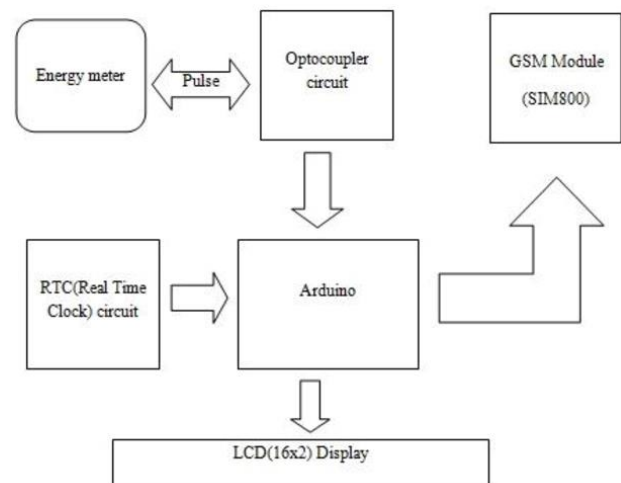 Energy meter
Pulse
Optocoupler
circuit
GSM Module
(SIM800)
RTC(Real Time
Clock) circuit
Arduino
LCD(16x2) Display